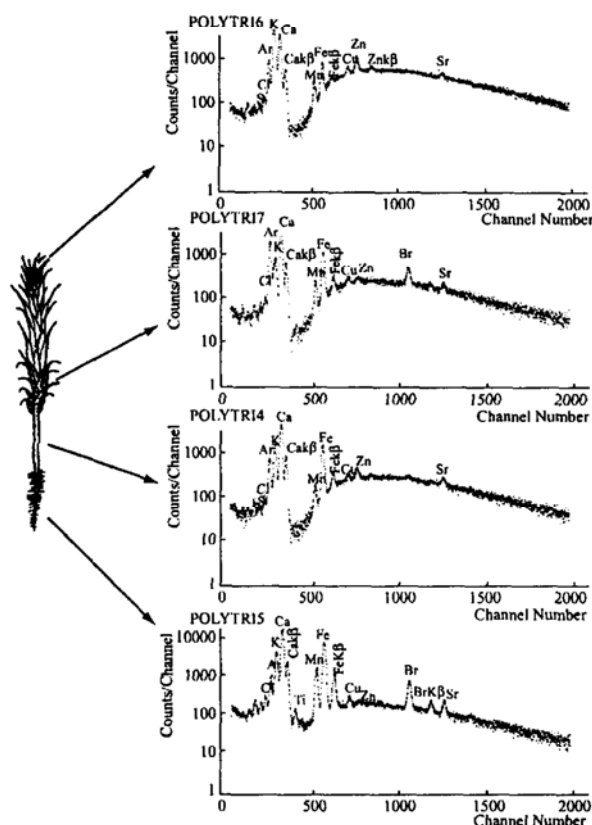 POLYTRI6
K
Ca
Ar
Cl
Cakβ
Mn
Fe
Fekβ
Cu
Zn
Znkβ
Sr
Counts/Channel
1000
100
10
1
0 500 1000 1500 2000
Channel Number
POLYTRI7
Ca
Ar
K
Cl
Cakβ
Mn
Fe
Fekβ
Cu
Zn
Br
Sr
Counts/Channel
1000
100
10
1
0 500 1000 1500 2000
Channel Number
POLYTRI4
Ca
K
Ar
Cl
Cakβ
Mn
Fe
Fekβ
Zn
Sr
Counts/Channel
1000
100
10
1
0 500 1000 1500 2000
Channel Number
POLYTRI5
Ca
K
A
Cl
Cakβ
Ti
Mn
Fe
FeKβ
Cu
Zn
Br
BrKβ
Sr
Counts/Channel
10000
1000
100
10
1
0 500 1000 1500 2000
Channel Number